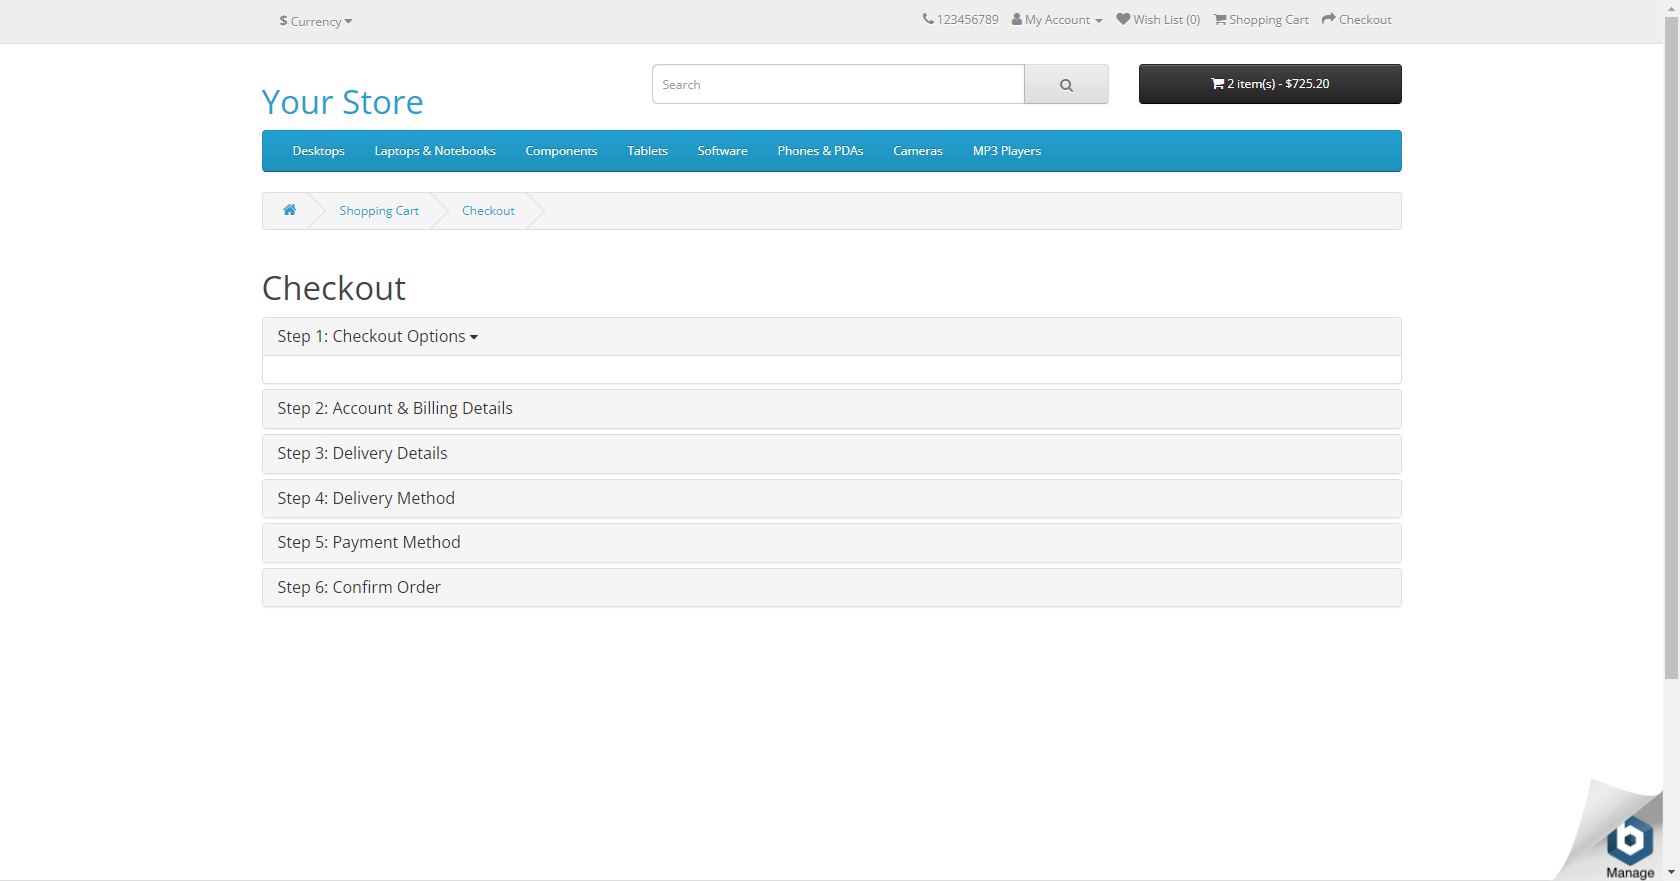 $ Currency
123456789 My Account Wish List (0) Shopping Cart Checkout
Your Store
Search
2 item(s) - $725.20
Desktops Laptops & Notebooks Components Tablets Software Phones & PDAs Cameras MP3 Players
Shopping Cart Checkout
Checkout
Step 1: Checkout Options
Step 2: Account & Billing Details
Step 3: Delivery Details
Step 4: Delivery Method
Step 5: Payment Method
Step 6: Confirm Order
b
Manage